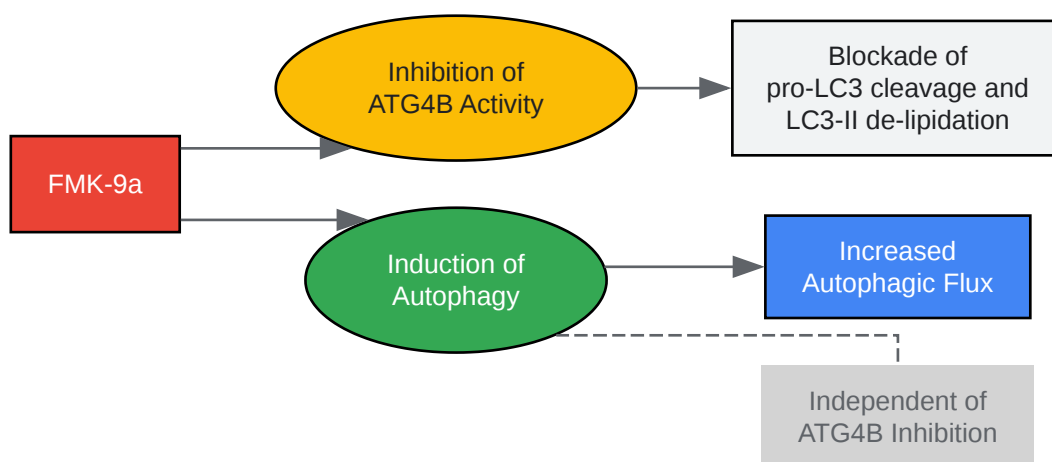 FMK-9a
Inhibition of
ATG4B Activity
Blockade of
pro-LC3 cleavage and
LC3-II de-lipidation
Induction of
Autophagy
Increased
Autophagic Flux
Independent of
ATG4B Inhibition